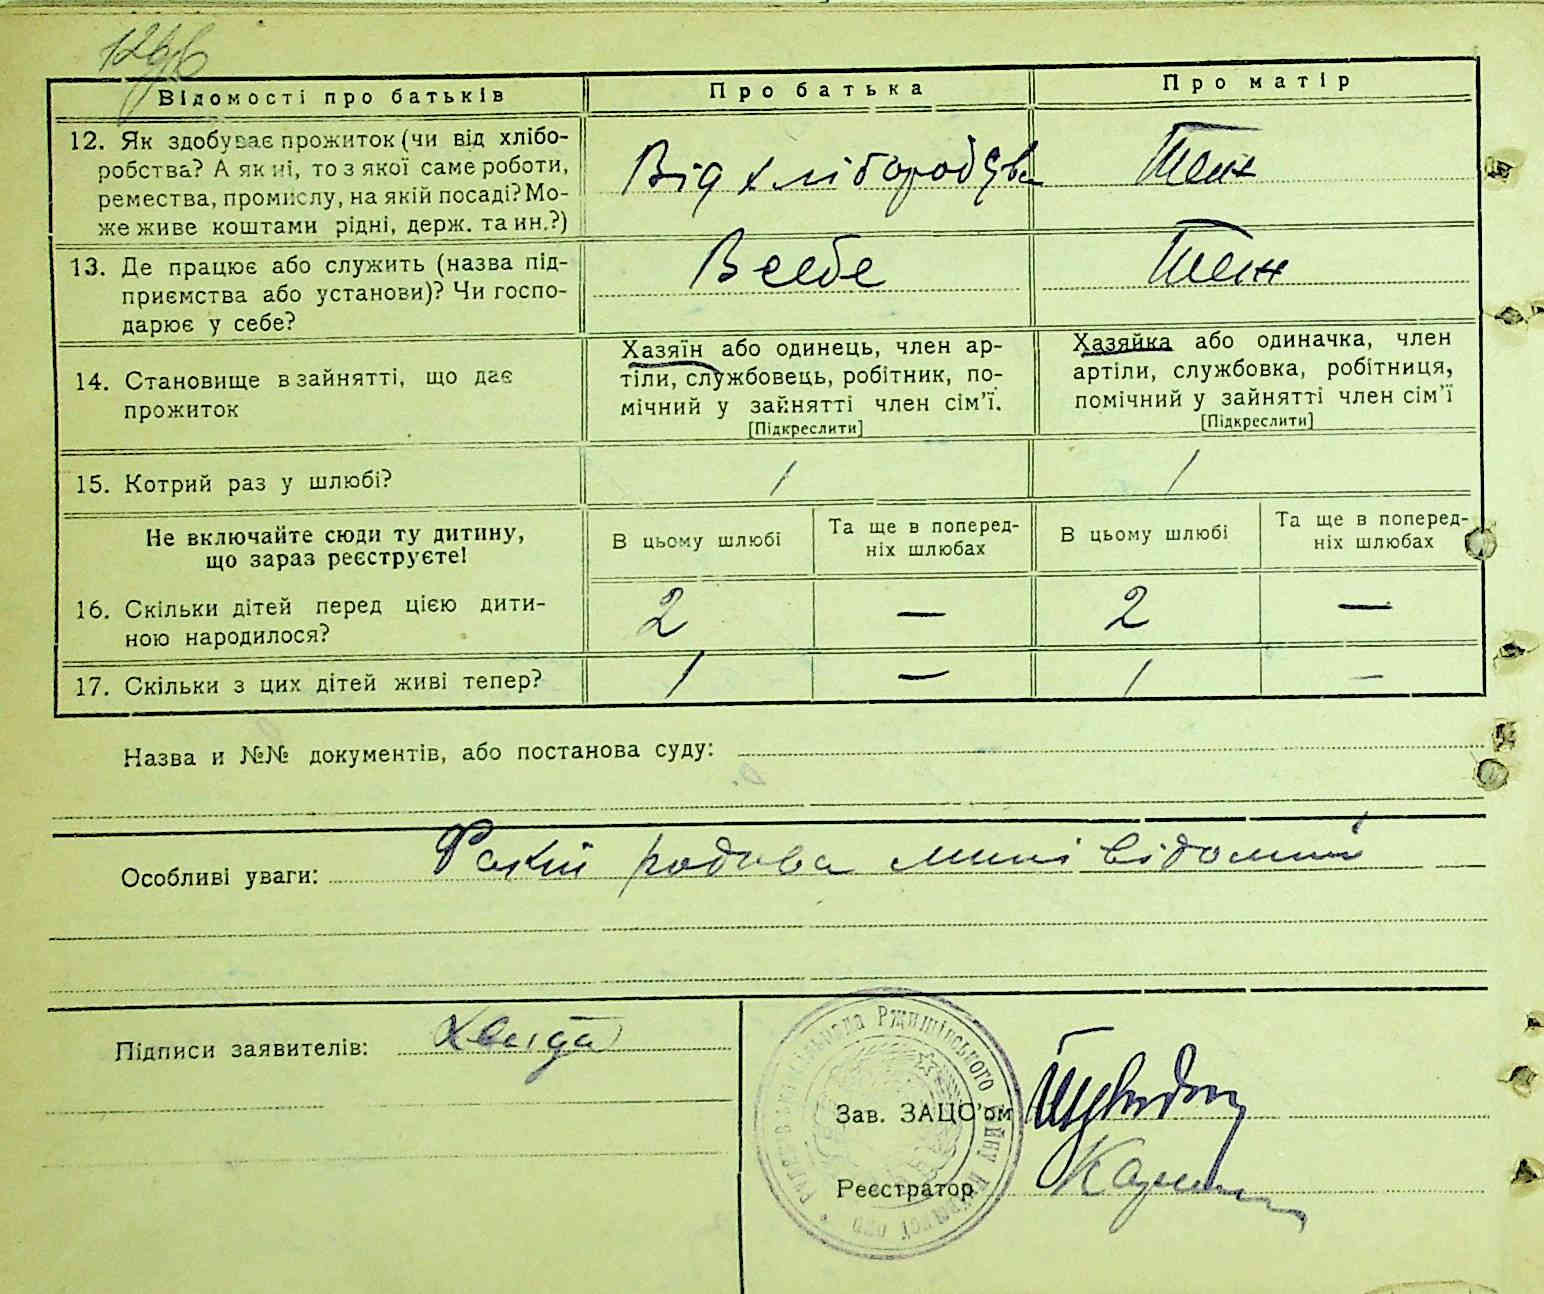 Відомості про батьків
Про батька
Про матір
12. Як здобуває прожиток (чи від хлібо-
робства? А як ні, то з якої саме роботи,
ремества, промислу, на якій посаді? Мо-
же живе коштами рідні, держ. та ин.?)
Від хліборобства
Теж
13. Де працює або служить (назва під-
приємства або установи)? Чи госпо-
дарює у себе?
В себе
Теж
14. Становище в зайнятті, що дає
прожиток
Хазяїн або одинець, член ар-
тіли, службовець, робітник, по-
мічний у зайнятті член сім'ї.
[Підкреслити]
Хазяйка або одиначка, член
артіли, службовка, робітниця,
помічний у зайнятті член сім'ї
[Підкреслити]
15. Котрий раз у шлюбі?
1
1
Не включайте сюди ту дитину,
що зараз реєструєте!
В цьому шлюбі
Та ще в поперед-
ніх шлюбах
В цьому шлюбі
Та ще в поперед-
ніх шлюбах
16. Скільки дітей перед цією дити-
ною народилося?
2
—
2
—
17. Скільки з цих дітей живі тепер?
1
—
1
—
Назва и №№ документів, або постанова суду:
Особливі уваги:
родива мині відомий
Підписи заявителів:
Ржищівського
Зав. ЗАЦС'ом
Реєстратор